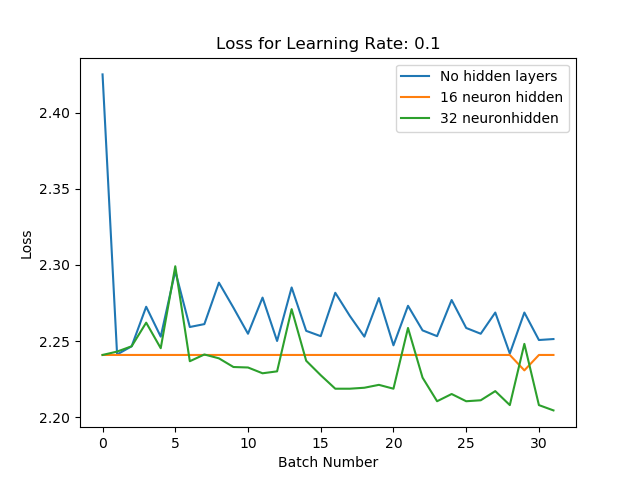 Loss for Learning Rate: 0.1
No hidden layers
16 neuron hidden
32 neuronhidden
2.40
2.35
2.30
2.25
2.20
Loss
0 5 10 15 20 25 30
Batch Number